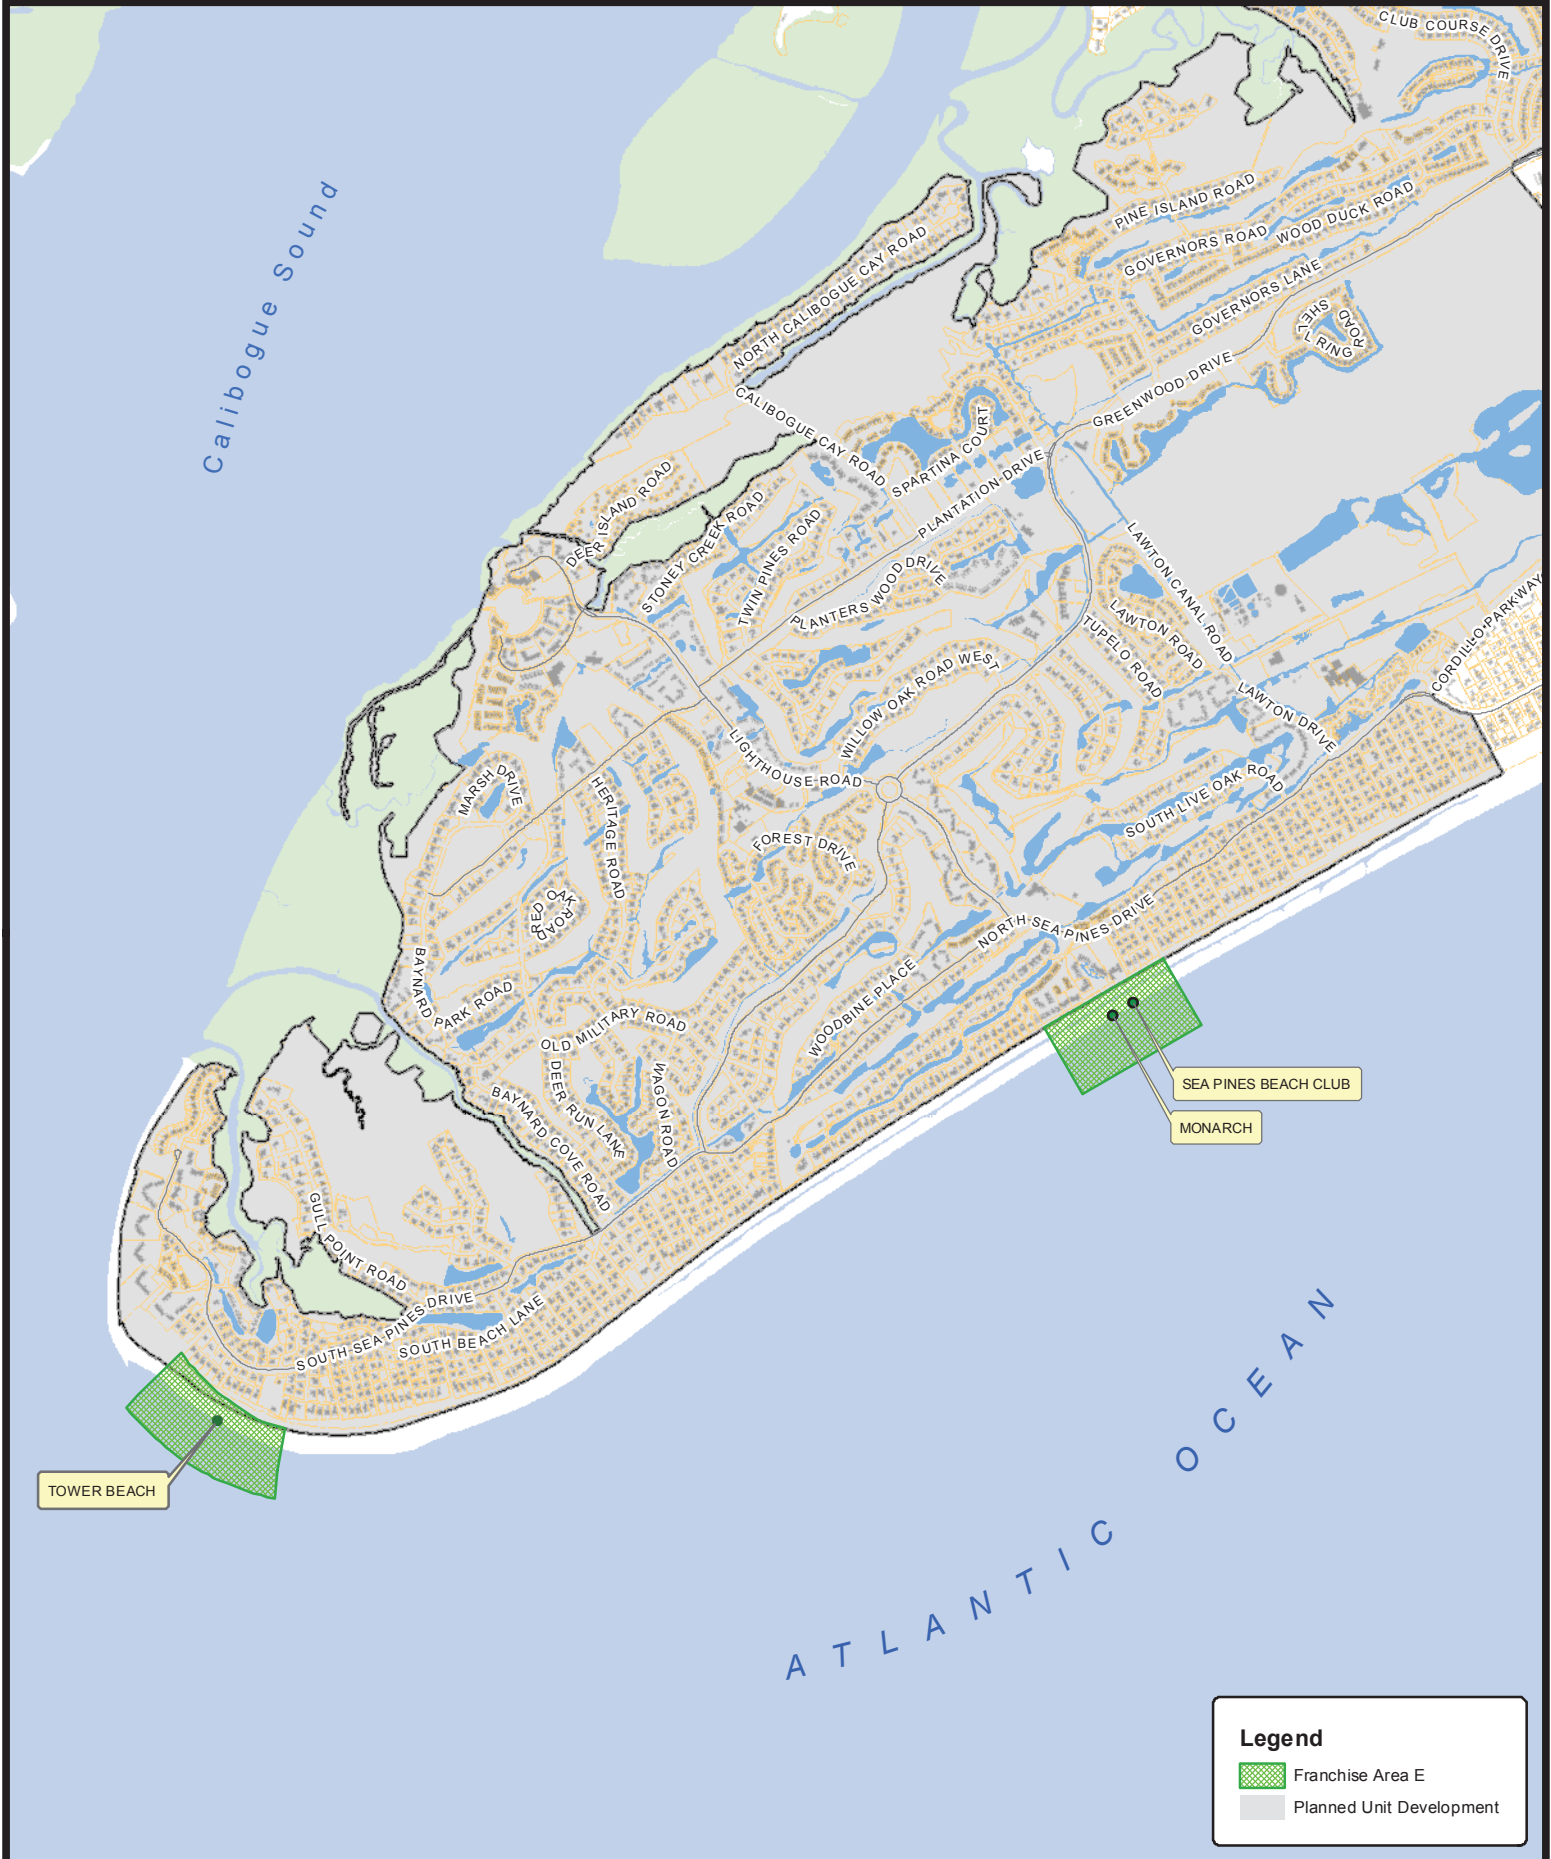 CLUB COURSE DRIVE
Calibogue Sound
PINE ISLAND ROAD
GOVERNORS ROAD
WOOD DUCK ROAD
NORTH CALIBOGUE CAY ROAD
GOVERNORS LANE
SHELL RING ROAD
GREENWOOD DRIVE
CALIBOGUE CAY ROAD
SPARTINA COURT
PLANTATION DRIVE
DEER ISLAND ROAD
STONEY CREEK ROAD
TWIN PINES ROAD
PLANTERS WOOD DRIVE
LAWTON CANAL ROAD
LAWTON ROAD
TUPELO ROAD
CORDILLO PARKWAY
WILLOW OAK ROAD WEST
LAWTON DRIVE
LIGHTHOUSE ROAD
MARSH DRIVE
HERITAGE ROAD
SOUTH LIVE OAK ROAD
FOREST DRIVE
RED OAK ROAD
NORTH SEA PINES DRIVE
BAYNARD PARK ROAD
WOODBINE PLACE
OLD MILITARY ROAD
DEER RUN LANE
WAGON ROAD
BAYNARD COVE ROAD
SEA PINES BEACH CLUB
MONARCH
GULL POINT ROAD
SOUTH SEA PINES DRIVE
SOUTH BEACH LANE
TOWER BEACH
ATLANTIC OCEAN
Legend
Franchise Area E
Planned Unit Development